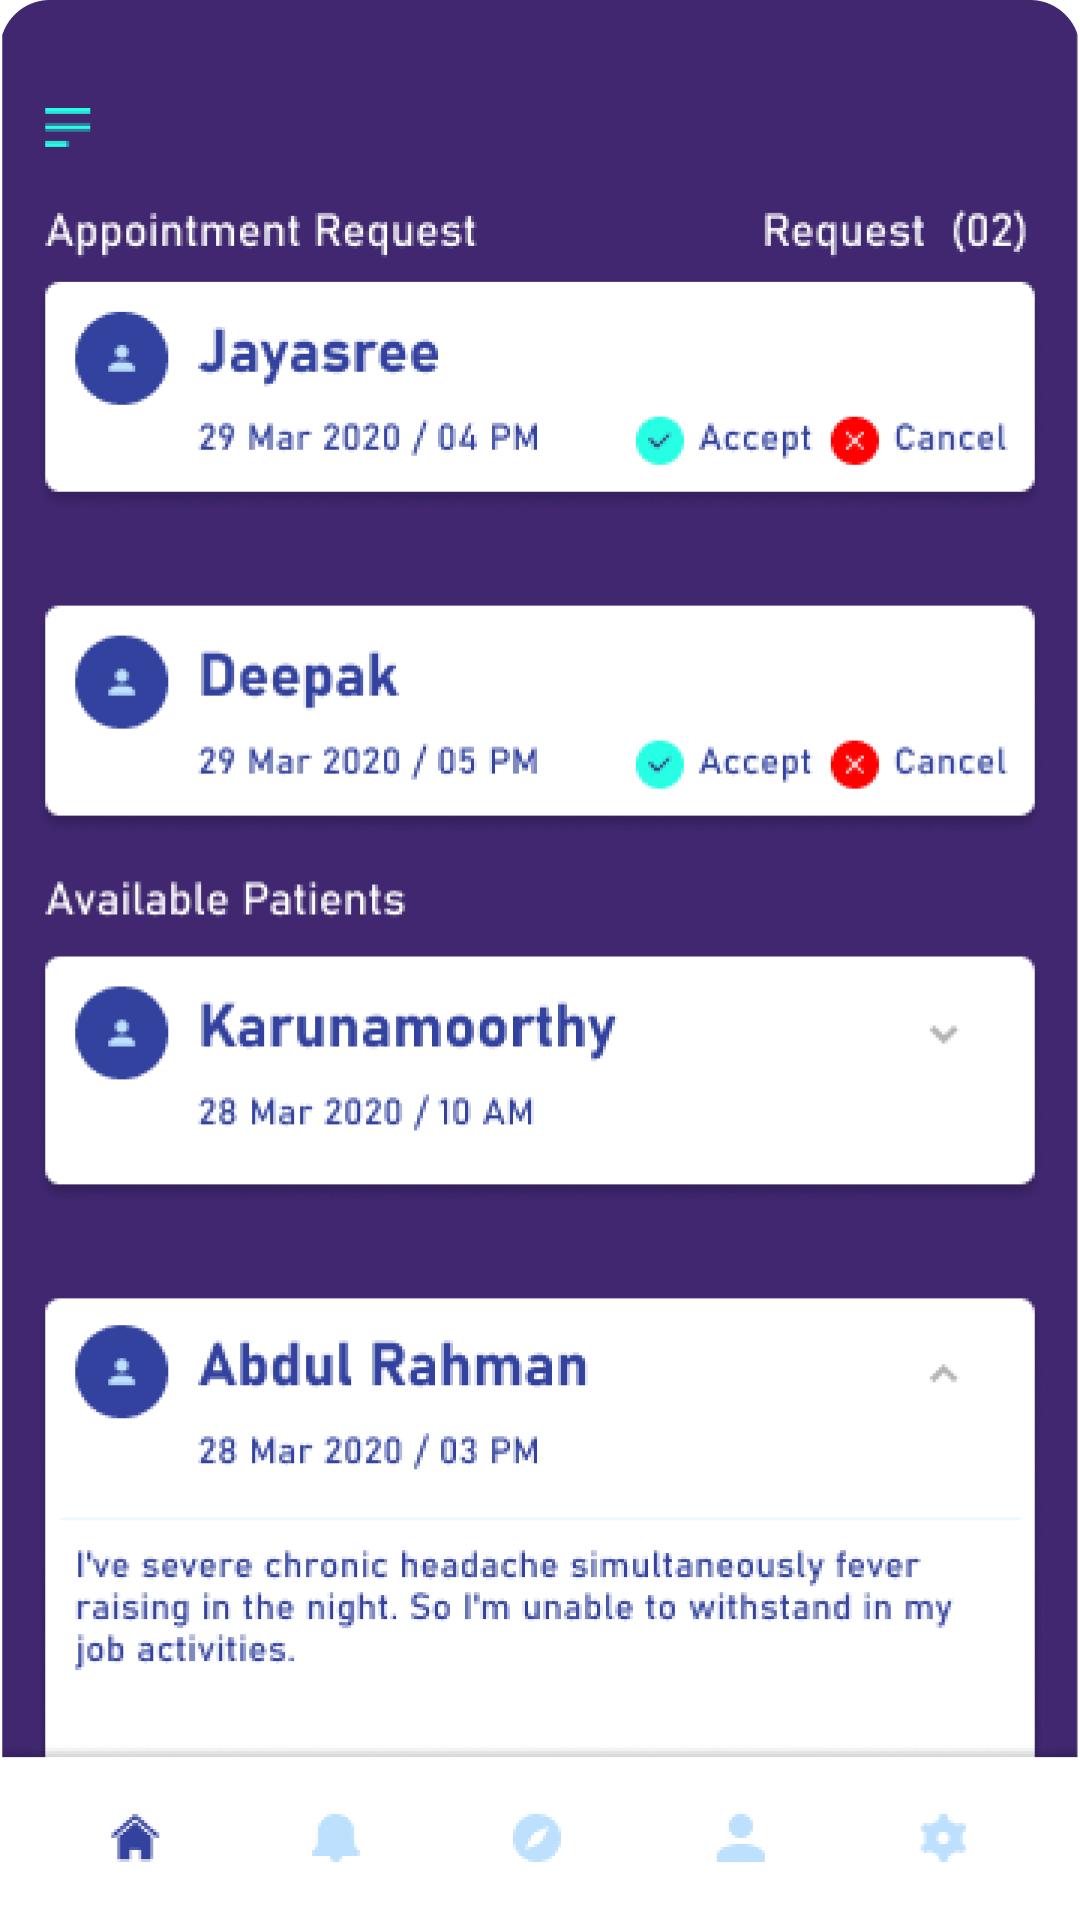 Appointment Request Request (02)
Jayasree
29 Mar 2020 / 04 PM Accept Cancel
Deepak
29 Mar 2020 / 05 PM Accept Cancel
Available Patients
Karunamoorthy
28 Mar 2020 / 10 AM
Abdul Rahman
28 Mar 2020 / 03 PM
I've severe chronic headache simultaneously fever
raising in the night. So I'm unable to withstand in my
job activities.